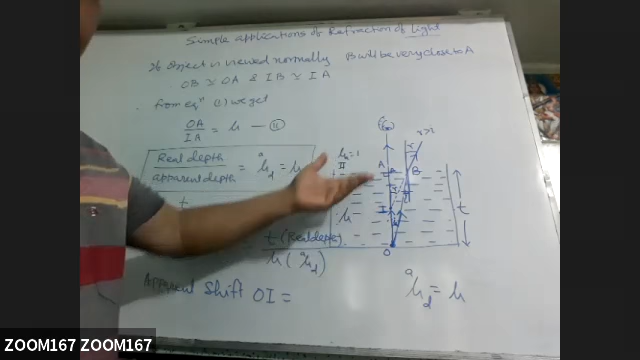 Simple applications of Refraction of Light
If Object is viewed normally B will be very close to A
OB ≃ OA & IB ≃ IA
from eqⁿ (i) we get
OA/IA = μ — (ii)
Real depth/apparent depth = ᵃμ_d = μ
t
= t (Real depth)/μ (ᵃμ_d)
Apparent Shift OI =
ᵃμ_d = μ
μ_a = 1
II
μ
A
B
I
O
r
t
ZOOM167 ZOOM167